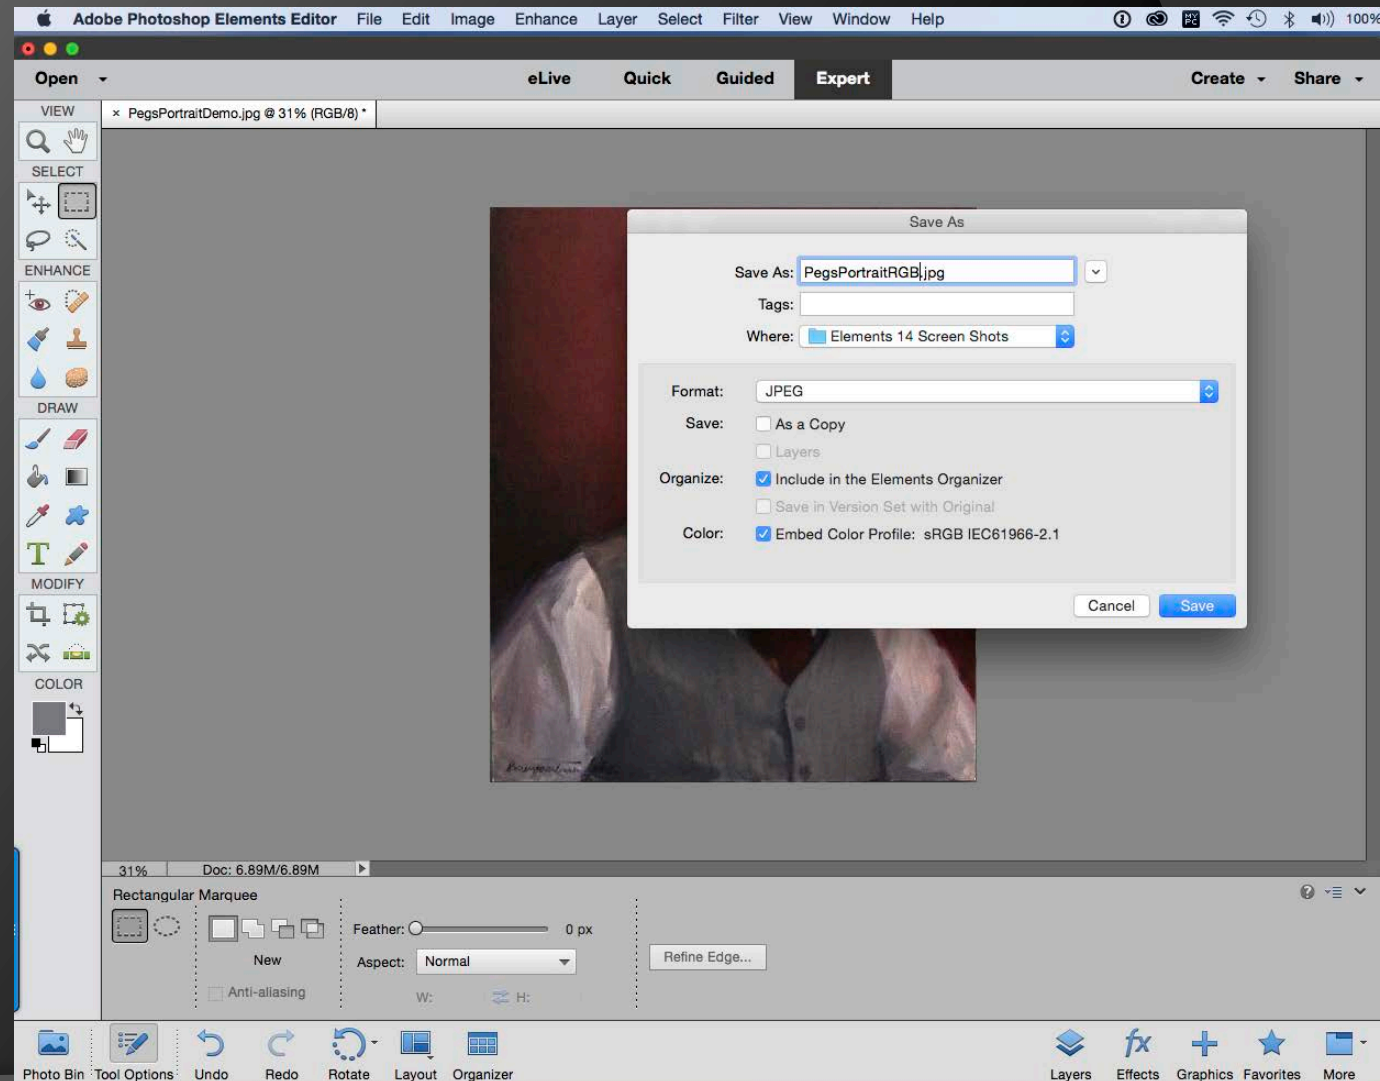 Adobe Photoshop Elements Editor File Edit Image Enhance Layer Select Filter View Window Help 100%
Open eLive Quick Guided Expert Create Share
VIEW
× PegsPortraitDemo.jpg @ 31% (RGB/8) *
SELECT
ENHANCE
DRAW
T
MODIFY
COLOR
Save As
Save As: PegsPortraitRGB.jpg
Tags:
Where: Elements 14 Screen Shots
Format: JPEG
Save: As a Copy
Layers
Organize: Include in the Elements Organizer
Save in Version Set with Original
Color: Embed Color Profile: sRGB IEC61966-2.1
Cancel Save
31% Doc: 6.89M/6.89M
Rectangular Marquee
Feather: 0 px
New Aspect: Normal Refine Edge...
Anti-aliasing W: H:
fx
Photo Bin Tool Options Undo Redo Rotate Layout Organizer Layers Effects Graphics Favorites More